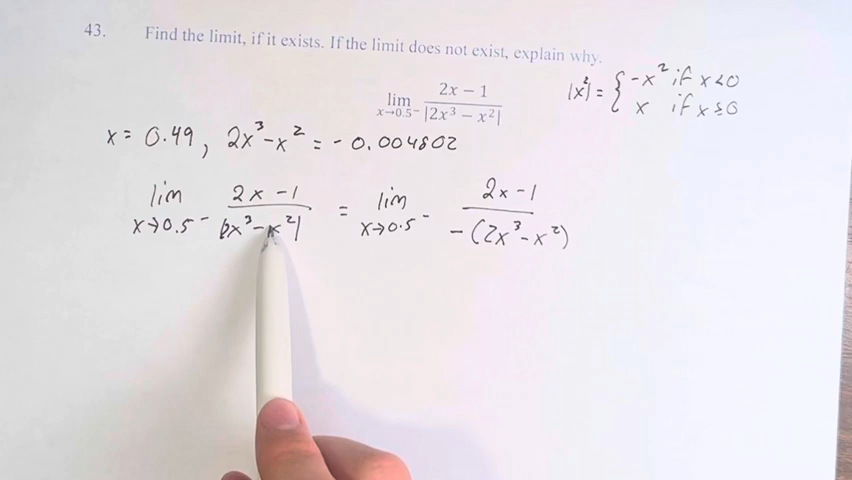 43. Find the limit, if it exists. If the limit does not exist, explain why.
lim x→0.5⁻ (2x − 1)/|2x³ − x²|
|x²| = { -x² if x<0
x if x≥0
x = 0.49, 2x³-x² = -0.004802
lim x→0.5⁻ (2x-1)/|2x³-x²| = lim x→0.5⁻ (2x-1)/-(2x³-x²)